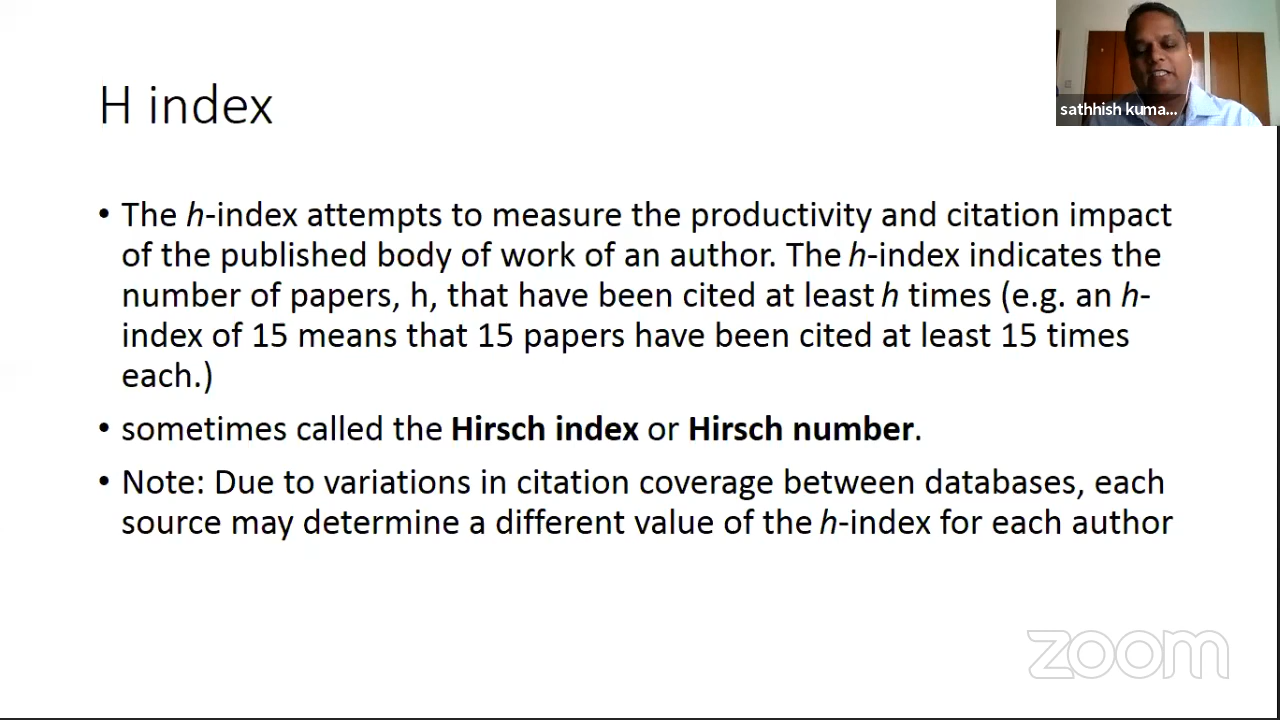 H index
sathhish kuma...
• The h-index attempts to measure the productivity and citation impact
of the published body of work of an author. The h-index indicates the
number of papers, h, that have been cited at least h times (e.g. an h-
index of 15 means that 15 papers have been cited at least 15 times
each.)
• sometimes called the Hirsch index or Hirsch number.
• Note: Due to variations in citation coverage between databases, each
source may determine a different value of the h-index for each author
zoom